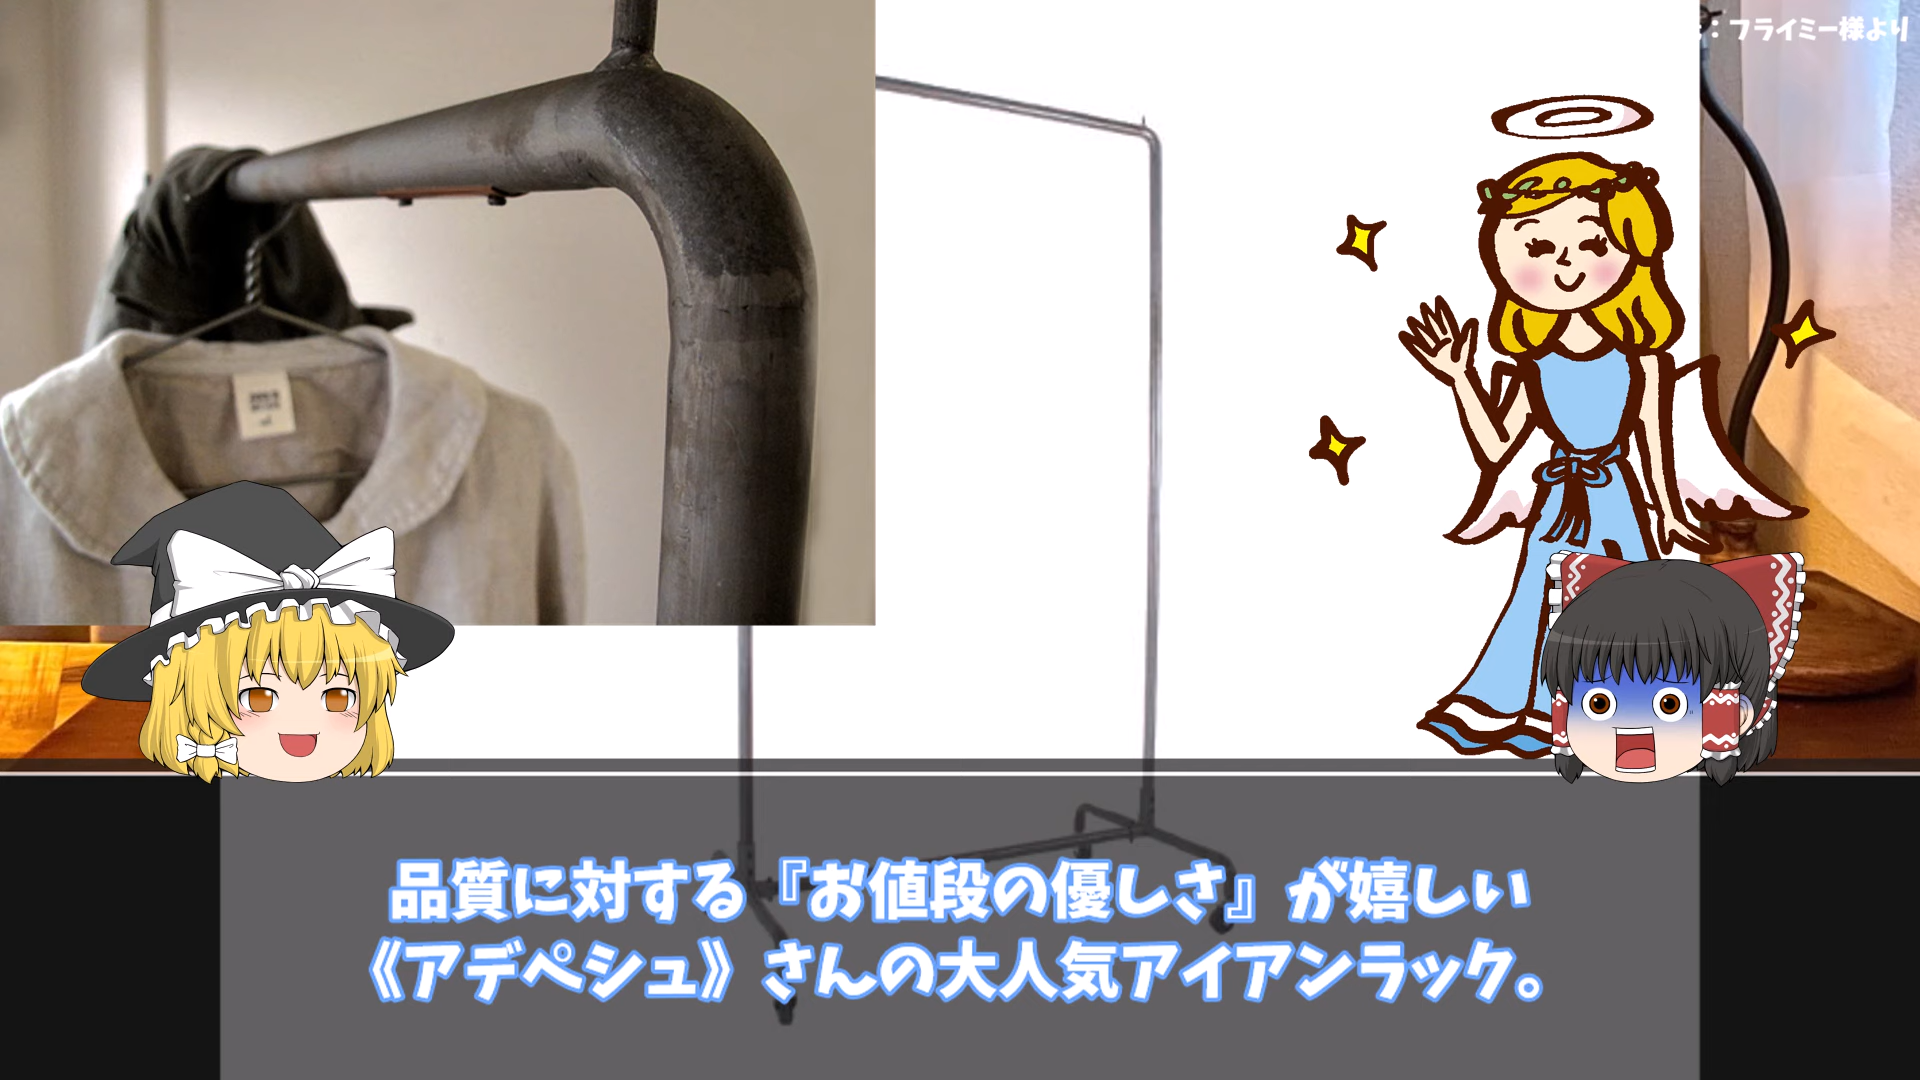 ：フライミー様より
品質に対する『お値段の優しさ』が嬉しい
《アデペシュ》さんの大人気アイアンラック。